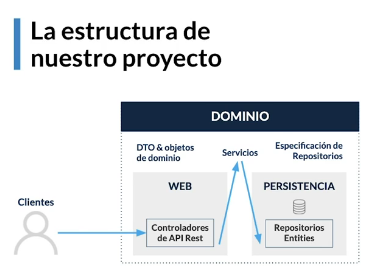 La estructura de
nuestro proyecto
DOMINIO
DTO & objetos
de dominio
Servicios
Especificación de
Repositorios
WEB
PERSISTENCIA
Clientes
Controladores
de API Rest
Repositorios
Entities